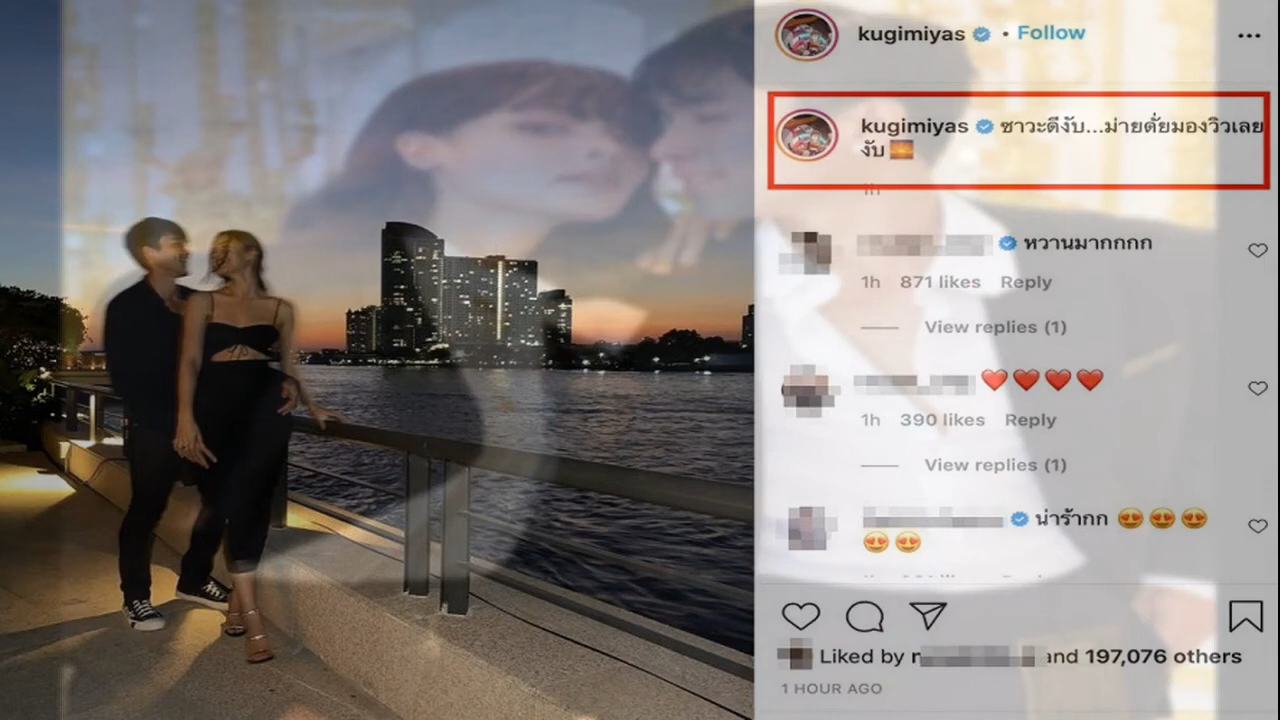 kugimiyas • Follow
kugimiyas ซาวะดีงับ...ม่ายตั่ยมองวิวเลย
งับ
1h
หวานมากกกก
1h 871 likes Reply
View replies (1)
1h 390 likes Reply
View replies (1)
น่าร้ากก
Liked by and 197,076 others
1 HOUR AGO